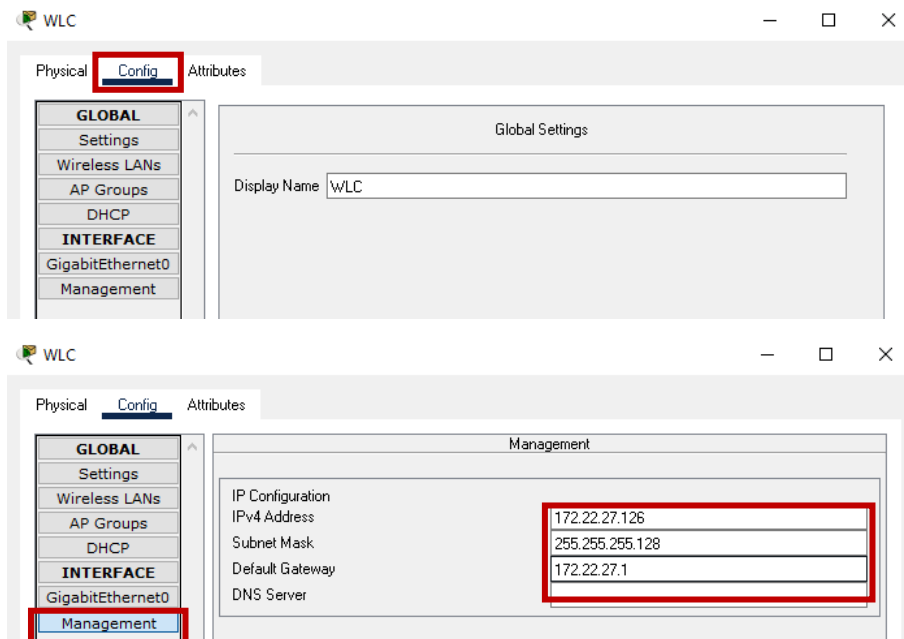 WLC
Physical Config Attributes
GLOBAL
Settings
Wireless LANs
AP Groups
DHCP
INTERFACE
GigabitEthernet0
Management
Global Settings
Display Name WLC
WLC
Physical Config Attributes
GLOBAL
Settings
Wireless LANs
AP Groups
DHCP
INTERFACE
GigabitEthernet0
Management
Management
IP Configuration
IPv4 Address 172.22.27.126
Subnet Mask 255.255.255.128
Default Gateway 172.22.27.1
DNS Server